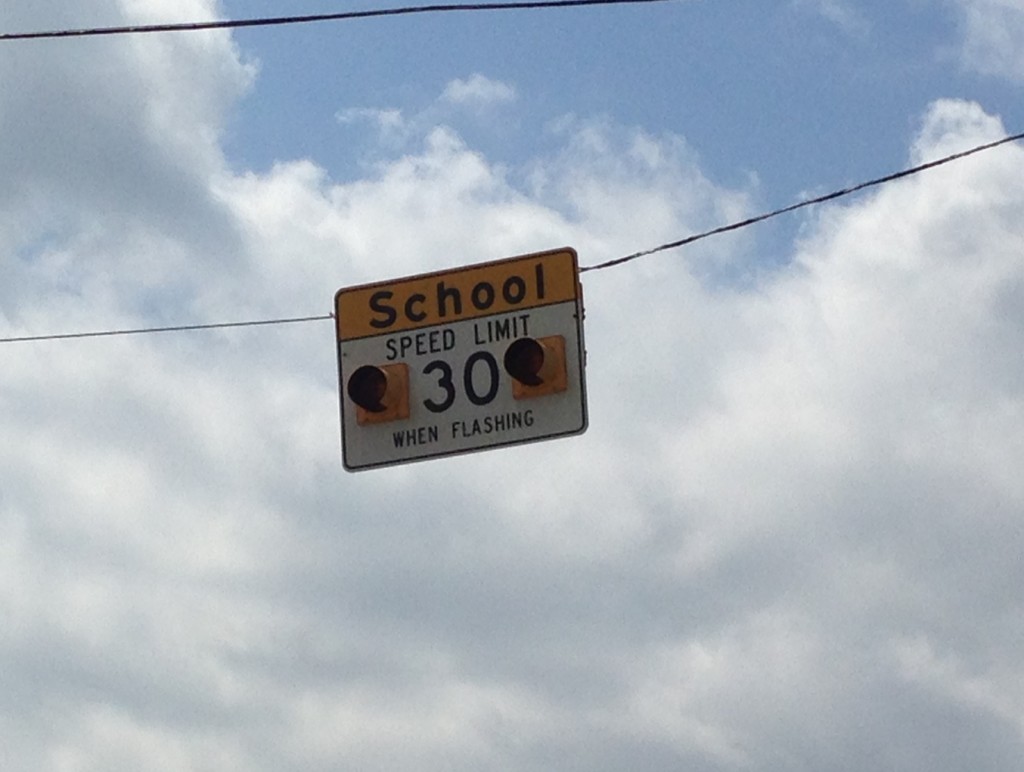 School
SPEED LIMIT
30
WHEN FLASHING